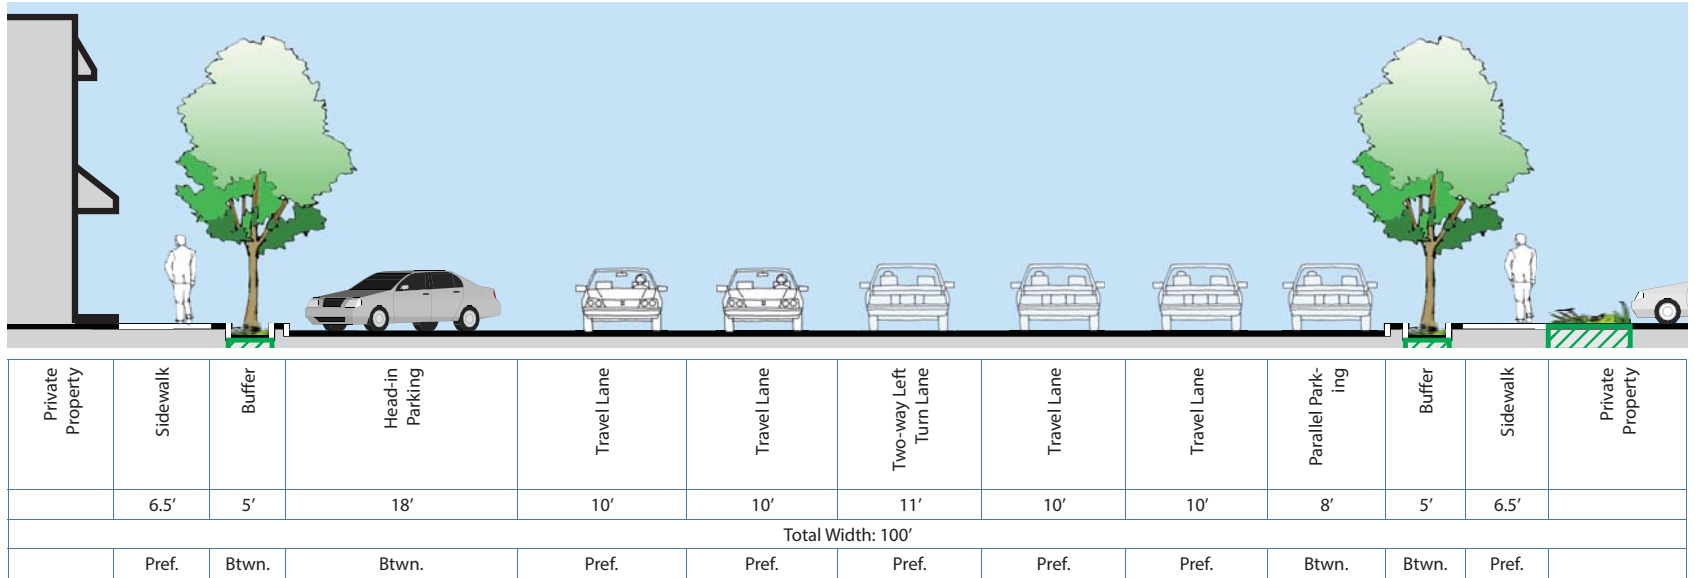 Private
Property
Sidewalk
Buffer
Head-in
Parking
Travel Lane
Travel Lane
Two-way Left
Turn Lane
Travel Lane
Travel Lane
Parallel Park-
ing
Buffer
Sidewalk
Private
Property
6.5’ 5’ 18’ 10’ 10’ 11’ 10’ 10’ 8’ 5’ 6.5’
Total Width: 100’
Pref. Btwn. Btwn. Pref. Pref. Pref. Pref. Pref. Btwn. Btwn. Pref.